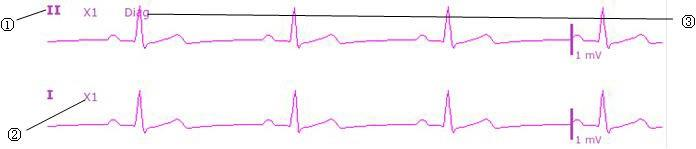 ① II X1 Diag ③
1 mV
I
② X1
1 mV